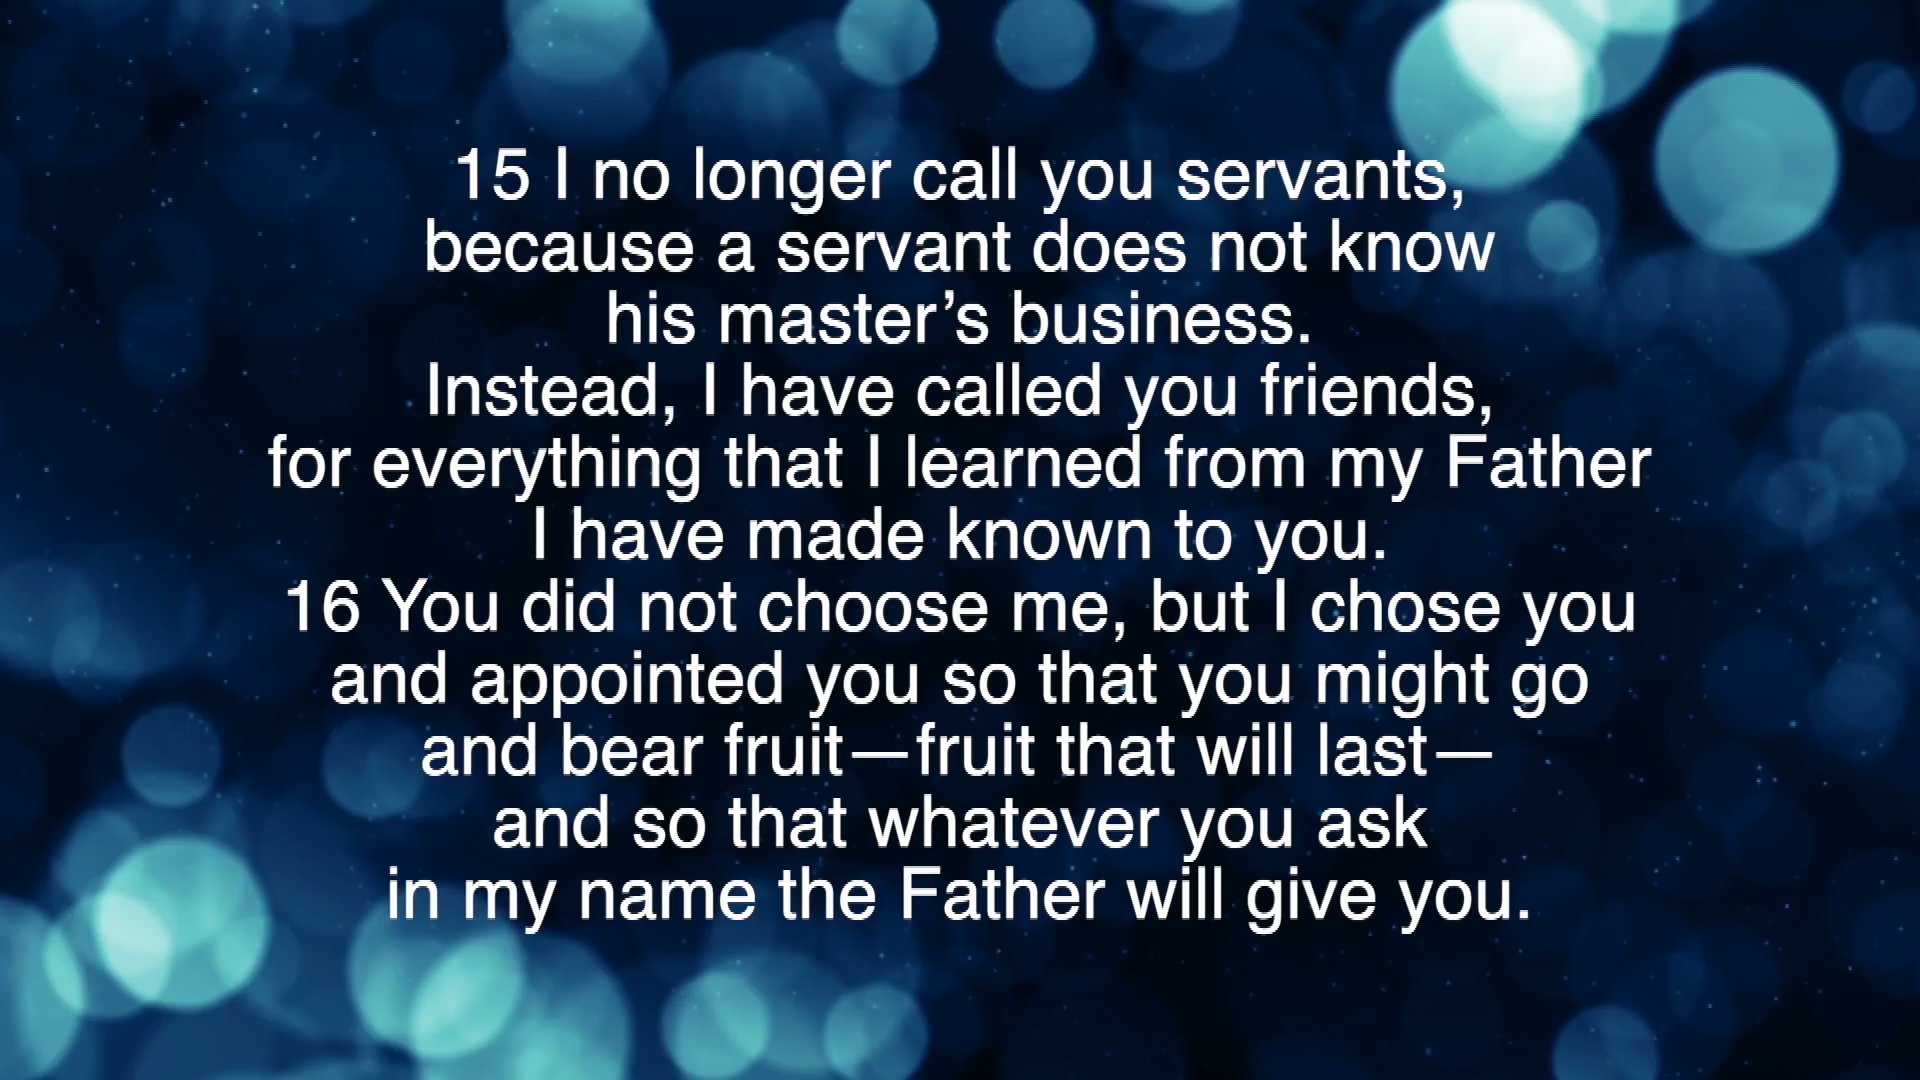 15 I no longer call you servants,
because a servant does not know
his master’s business.
Instead, I have called you friends,
for everything that I learned from my Father
I have made known to you.
16 You did not choose me, but I chose you
and appointed you so that you might go
and bear fruit—fruit that will last—
and so that whatever you ask
in my name the Father will give you.